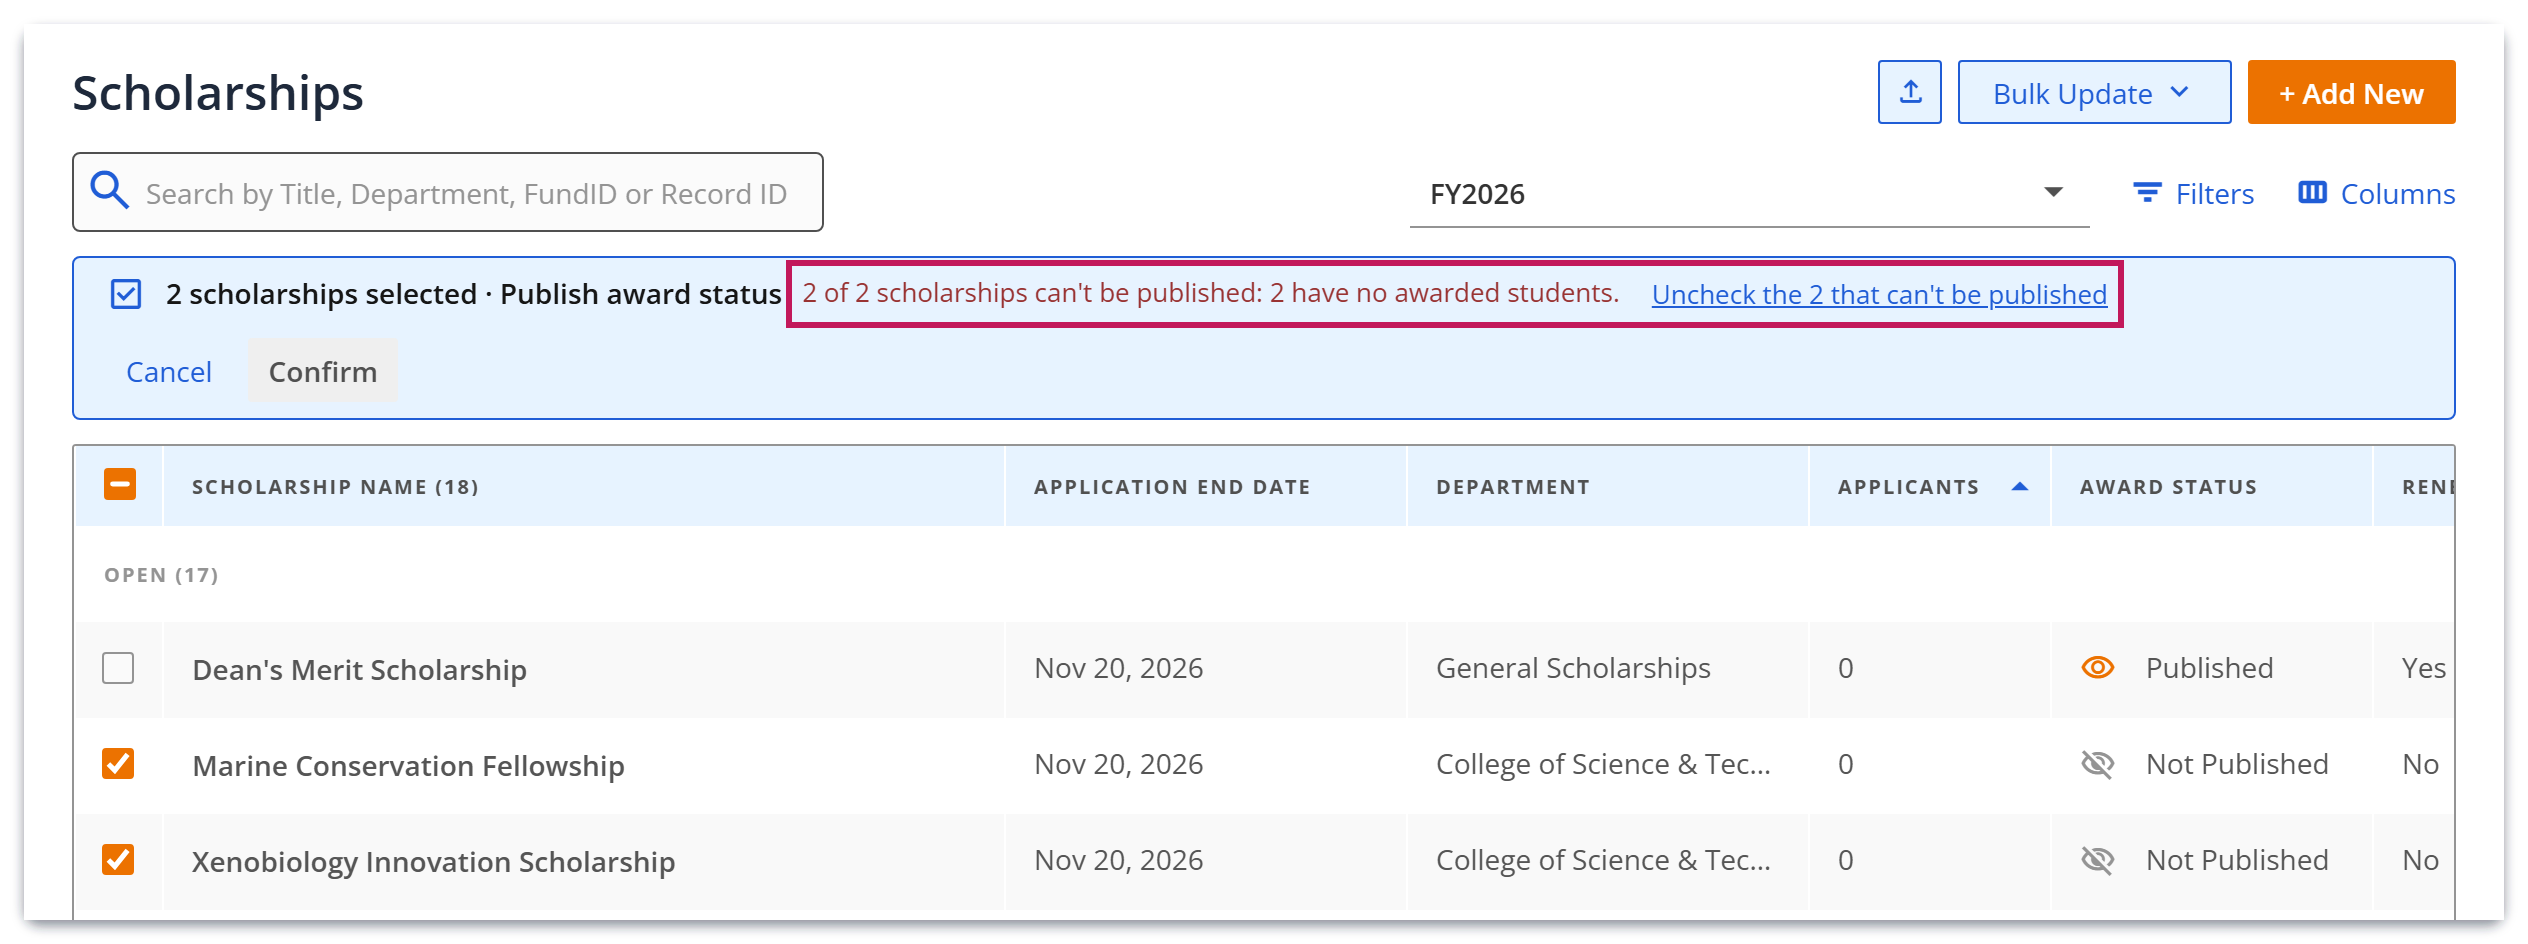 Scholarships
Bulk Update
+ Add New
Search by Title, Department, FundID or Record ID
FY2026
Filters
Columns
2 scholarships selected · Publish award status
2 of 2 scholarships can't be published: 2 have no awarded students.
Uncheck the 2 that can't be published
Cancel
Confirm
SCHOLARSHIP NAME (18)
APPLICATION END DATE
DEPARTMENT
APPLICANTS
AWARD STATUS
RENE
OPEN (17)
Dean's Merit Scholarship
Nov 20, 2026
General Scholarships
0
Published
Yes
Marine Conservation Fellowship
Nov 20, 2026
College of Science & Tec...
0
Not Published
No
Xenobiology Innovation Scholarship
Nov 20, 2026
College of Science & Tec...
0
Not Published
No